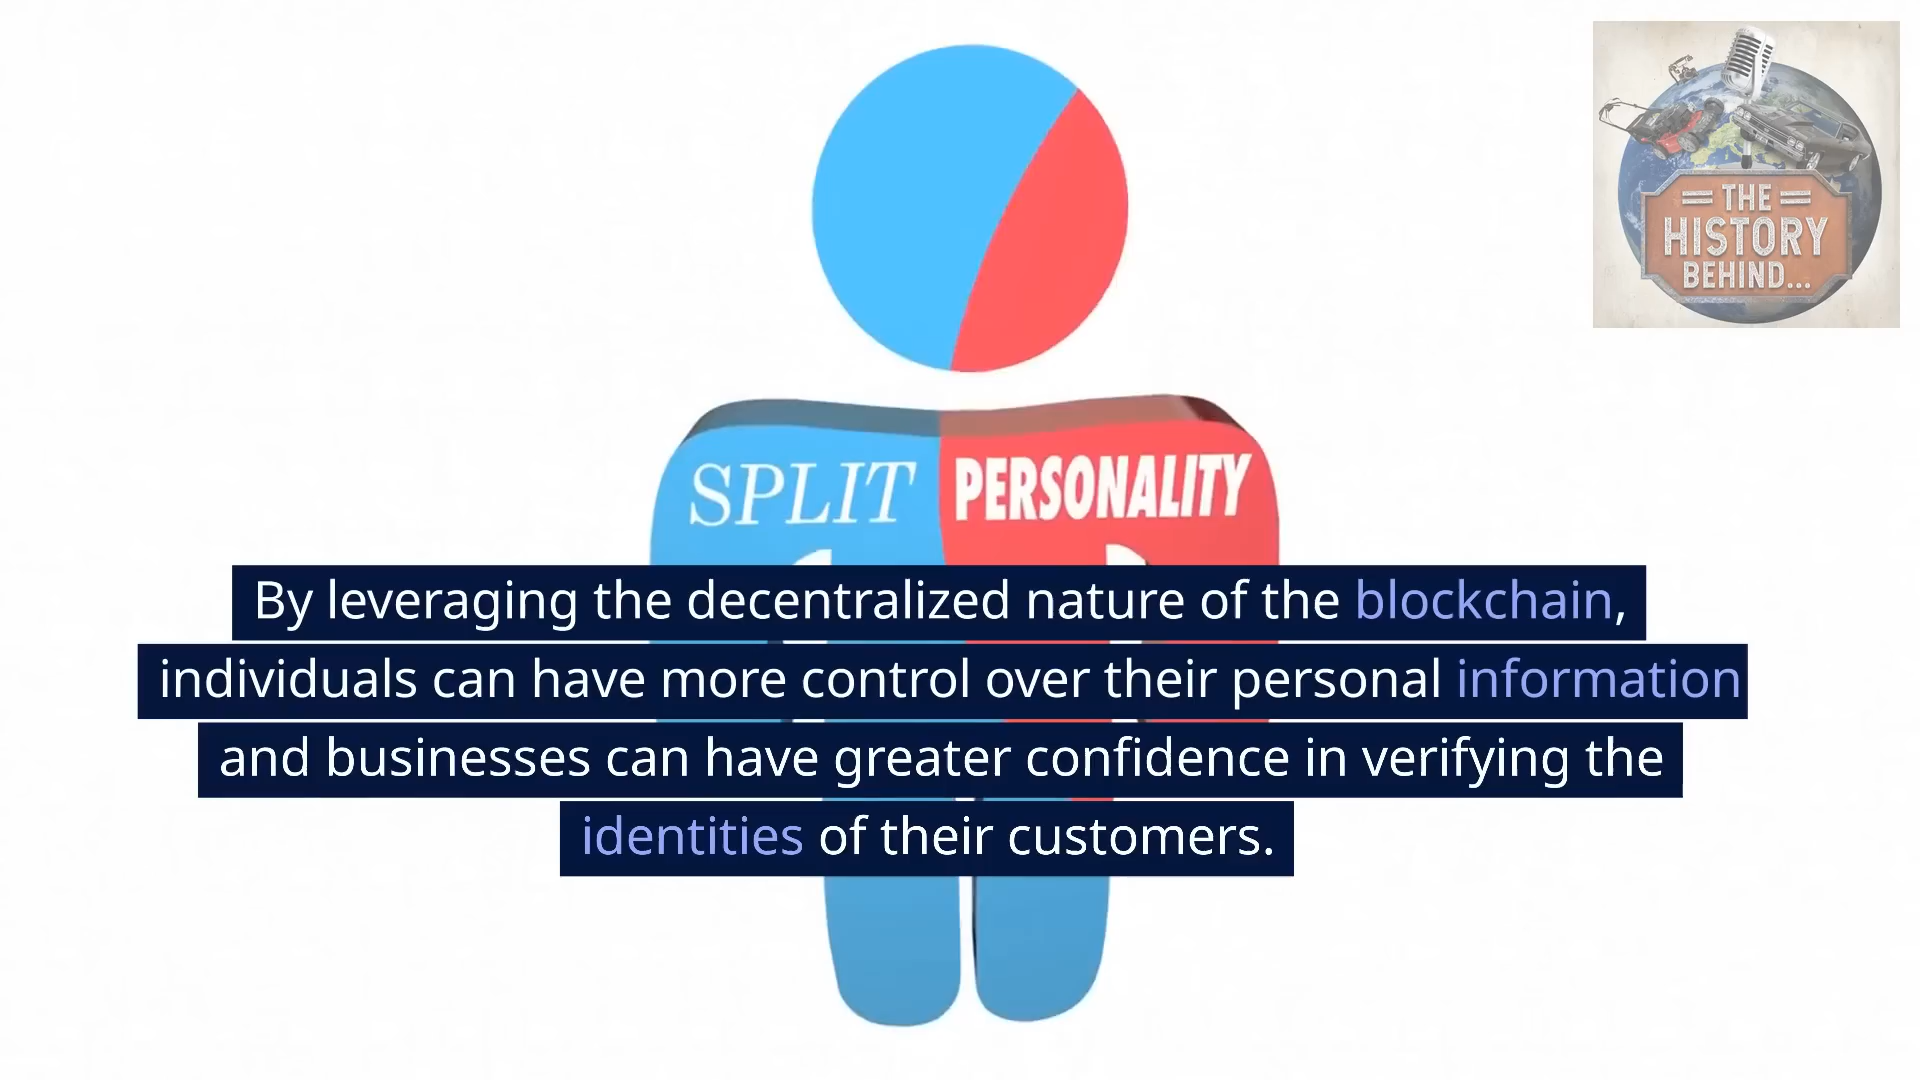 THE
HISTORY
BEHIND...
SPLIT PERSONALITY
By leveraging the decentralized nature of the blockchain,
individuals can have more control over their personal information
and businesses can have greater confidence in verifying the
identities of their customers.